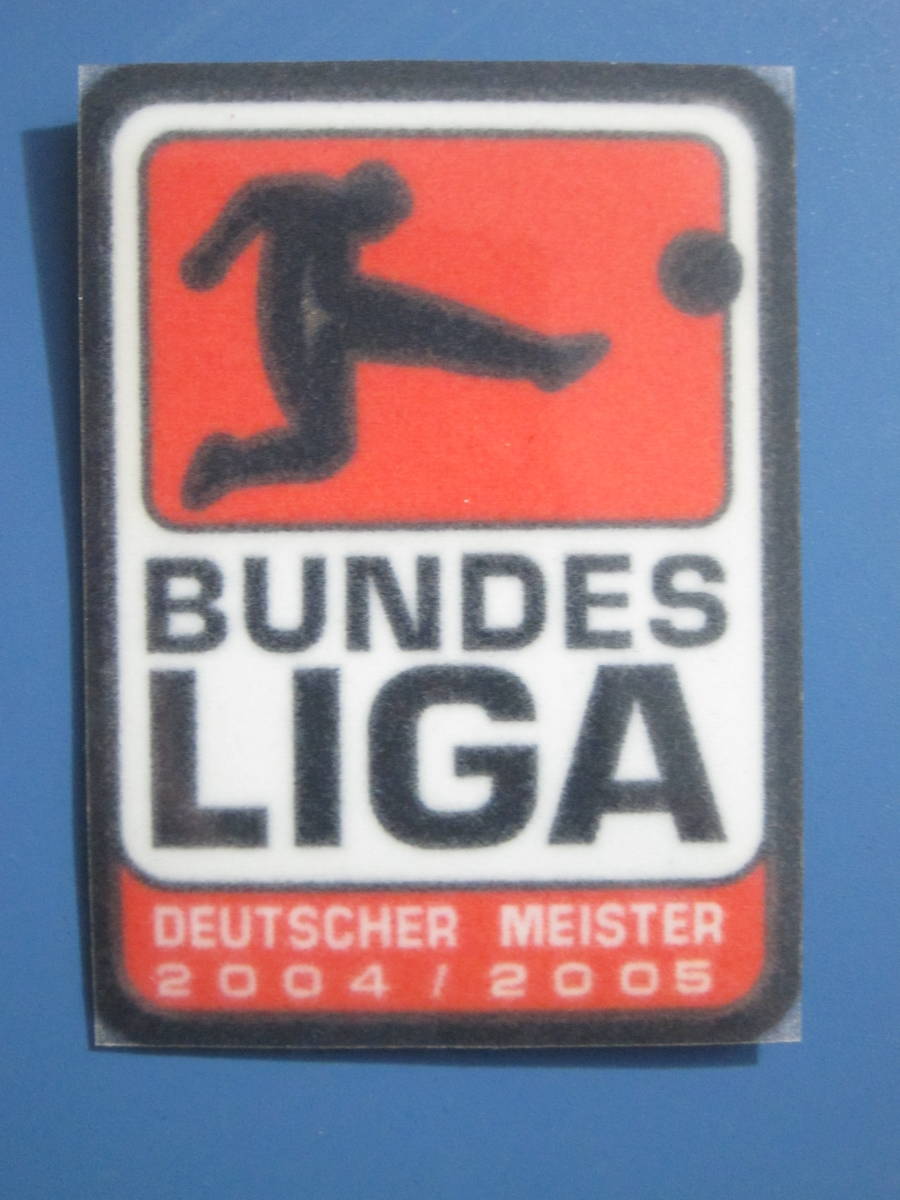 BUNDES
LIGA
DEUTSCHER MEISTER
2004/2005